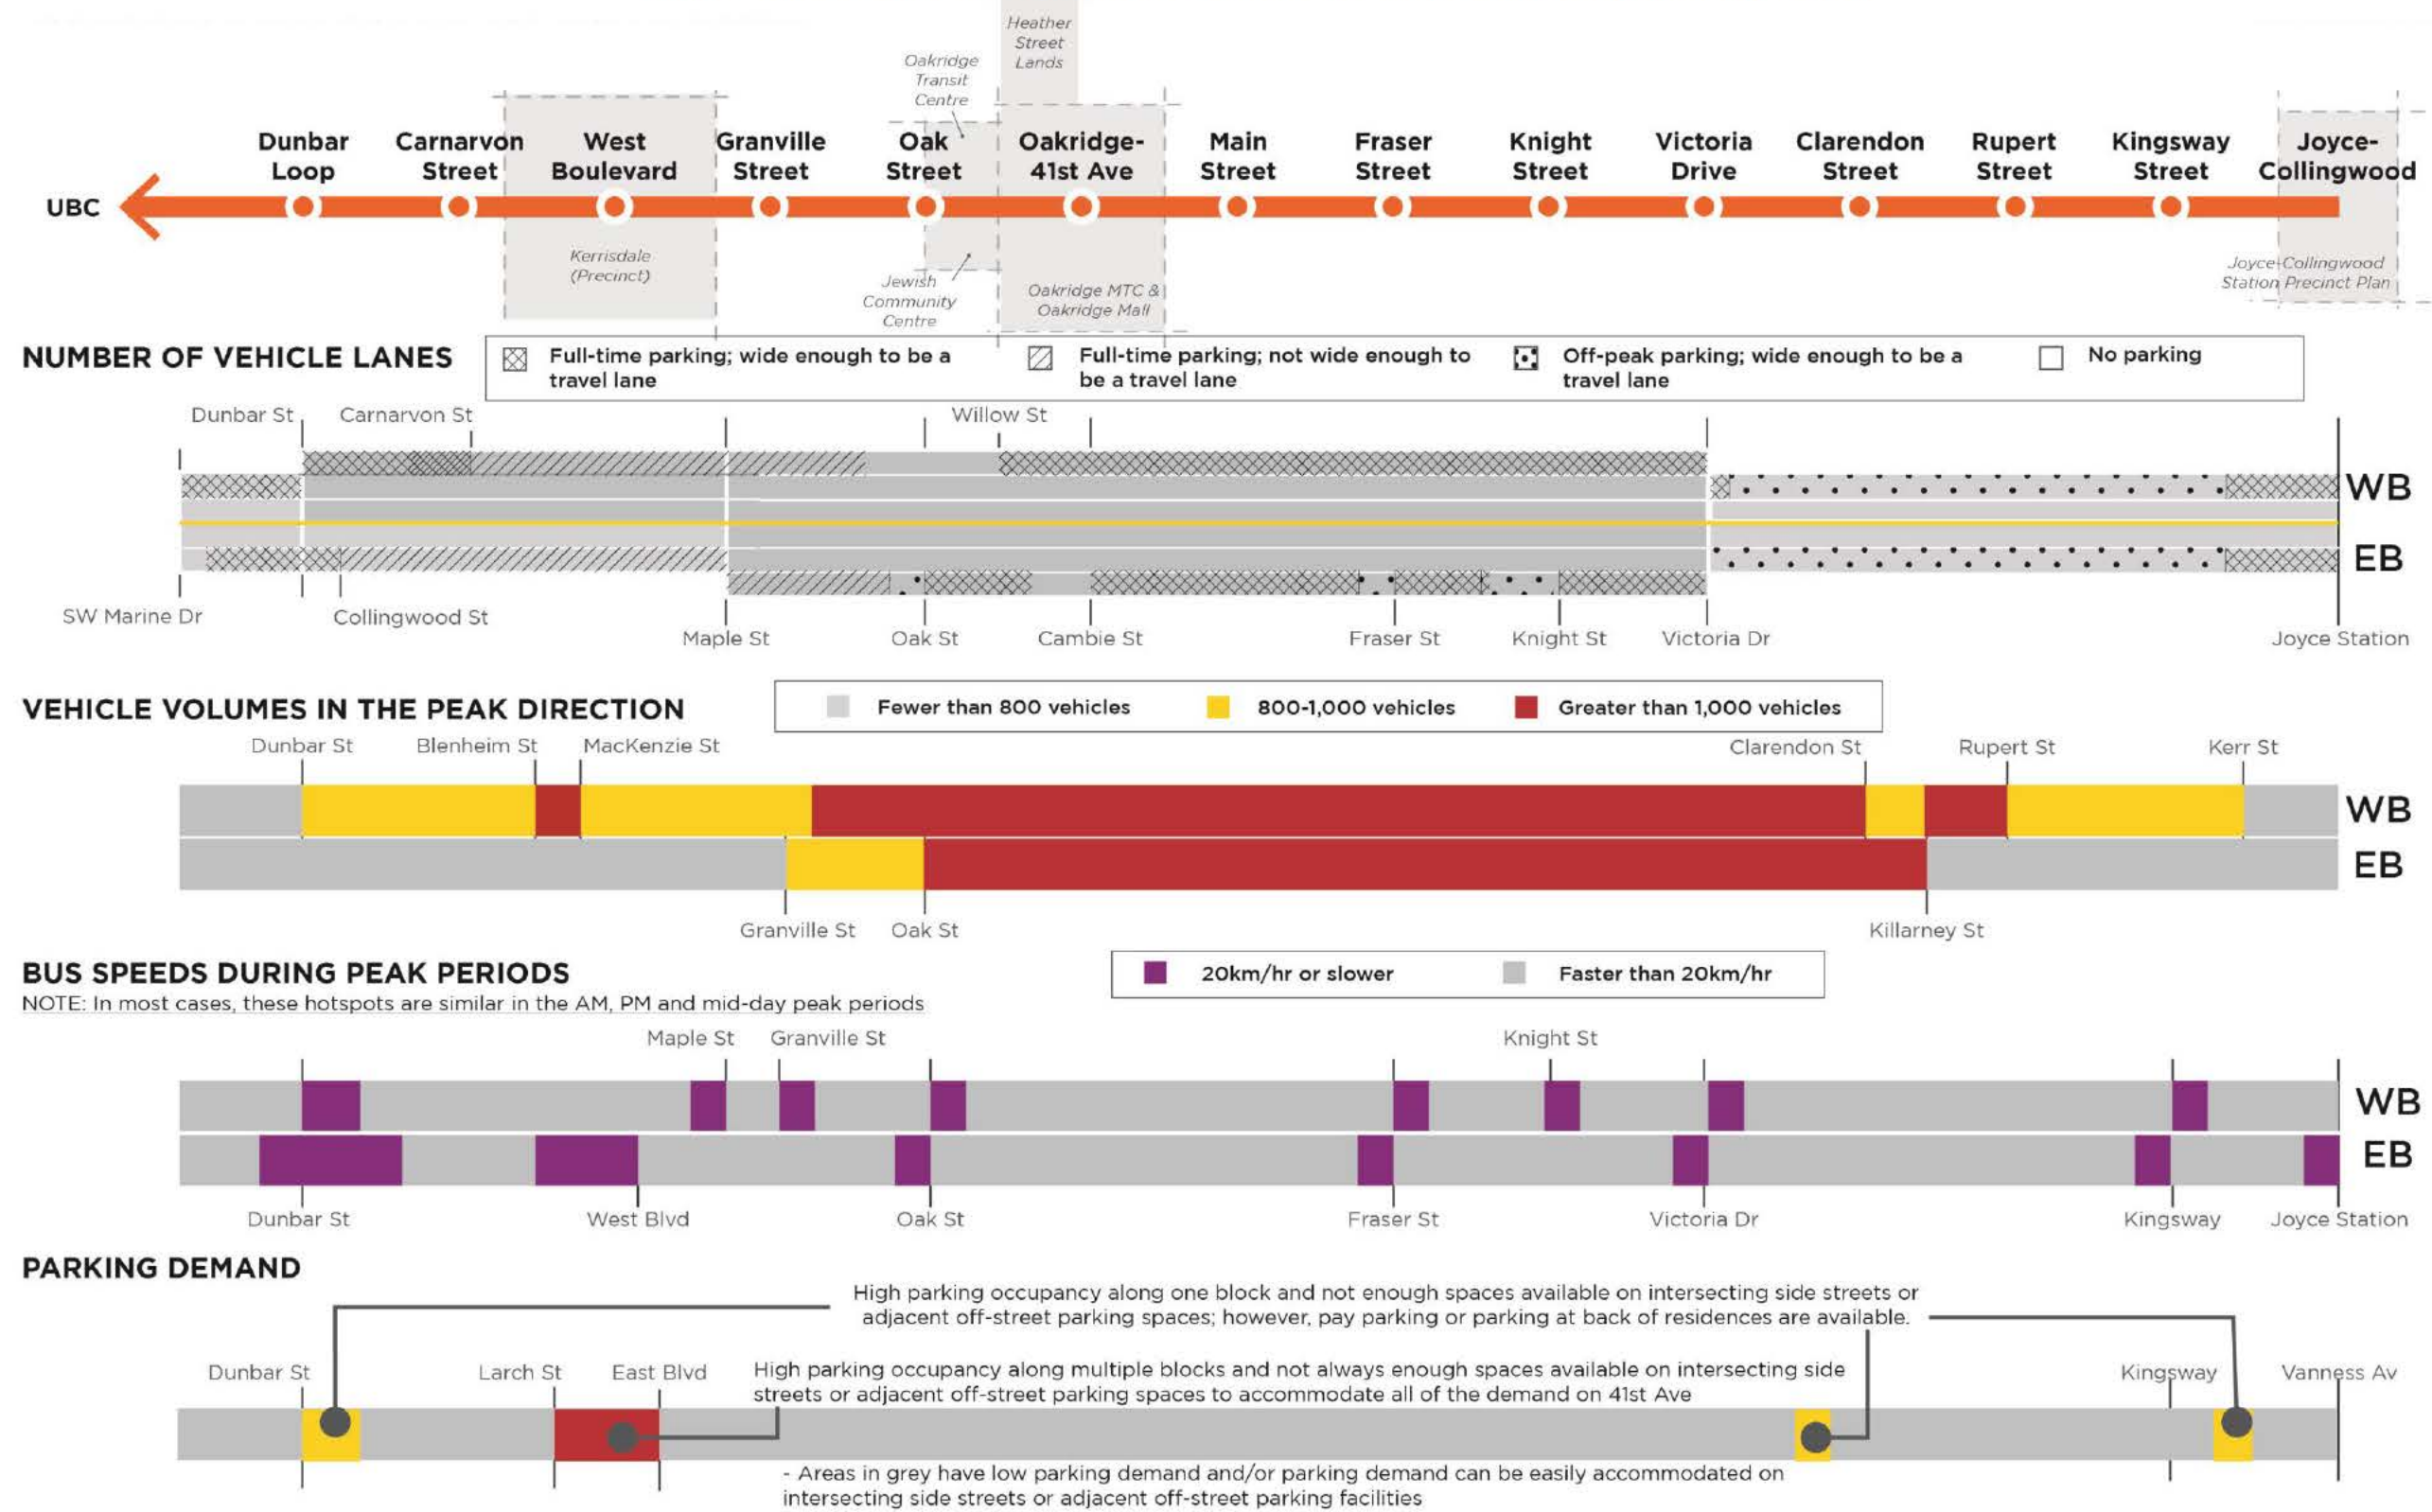 Heather
Street
Lands
Oakridge
Transit
Centre
Dunbar
Loop
Carnarvon
Street
West
Boulevard
Granville
Street
Oak
Street
Oakridge-
41st Ave
Main
Street
Fraser
Street
Knight
Street
Victoria
Drive
Clarendon
Street
Rupert
Street
Kingsway
Street
Joyce-
Collingwood
UBC
Kerrisdale
(Precinct)
Jewish
Community
Centre
Oakridge MTC &
Oakridge Mall
Joyce-Collingwood
Station Precinct Plan
NUMBER OF VEHICLE LANES
Full-time parking; wide enough to be a
travel lane
Full-time parking; not wide enough to
be a travel lane
Off-peak parking; wide enough to be a
travel lane
No parking
Dunbar St
Carnarvon St
Willow St
WB
EB
SW Marine Dr
Collingwood St
Maple St
Oak St
Cambie St
Fraser St
Knight St
Victoria Dr
Joyce Station
VEHICLE VOLUMES IN THE PEAK DIRECTION
Fewer than 800 vehicles
800-1,000 vehicles
Greater than 1,000 vehicles
Dunbar St
Blenheim St
MacKenzie St
Clarendon St
Rupert St
Kerr St
WB
EB
Granville St
Oak St
Killarney St
BUS SPEEDS DURING PEAK PERIODS
20km/hr or slower
Faster than 20km/hr
NOTE: In most cases, these hotspots are similar in the AM, PM and mid-day peak periods
Maple St
Granville St
Knight St
WB
EB
Dunbar St
West Blvd
Oak St
Fraser St
Victoria Dr
Kingsway
Joyce Station
PARKING DEMAND
High parking occupancy along one block and not enough spaces available on intersecting side streets or
adjacent off-street parking spaces; however, pay parking or parking at back of residences are available.
Dunbar St
Larch St
East Blvd
High parking occupancy along multiple blocks and not always enough spaces available on intersecting side
streets or adjacent off-street parking spaces to accommodate all of the demand on 41st Ave
Kingsway
Vanness Av
- Areas in grey have low parking demand and/or parking demand can be easily accommodated on
intersecting side streets or adjacent off-street parking facilities